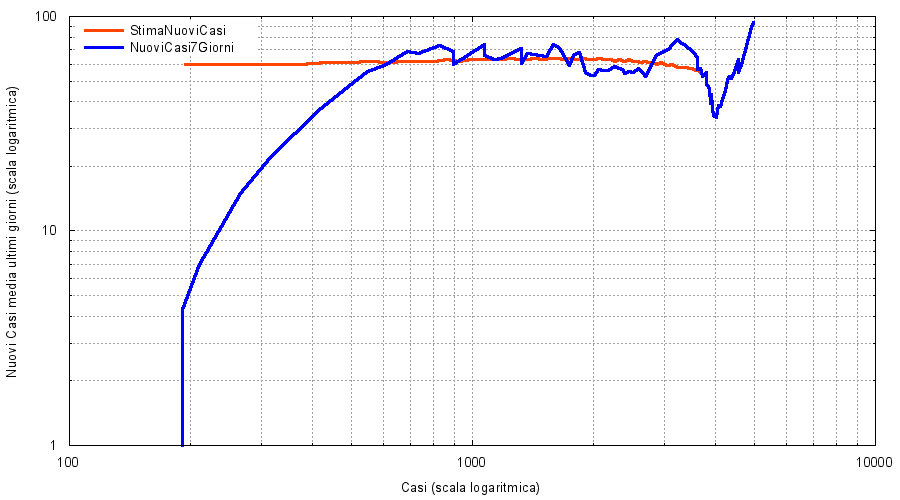 100
StimaNuoviCasi
NuoviCasi7Giorni
10
1
Nuovi Casi media ultimi giorni (scala logaritmica)
100
1000
10000
Casi (scala logaritmica)